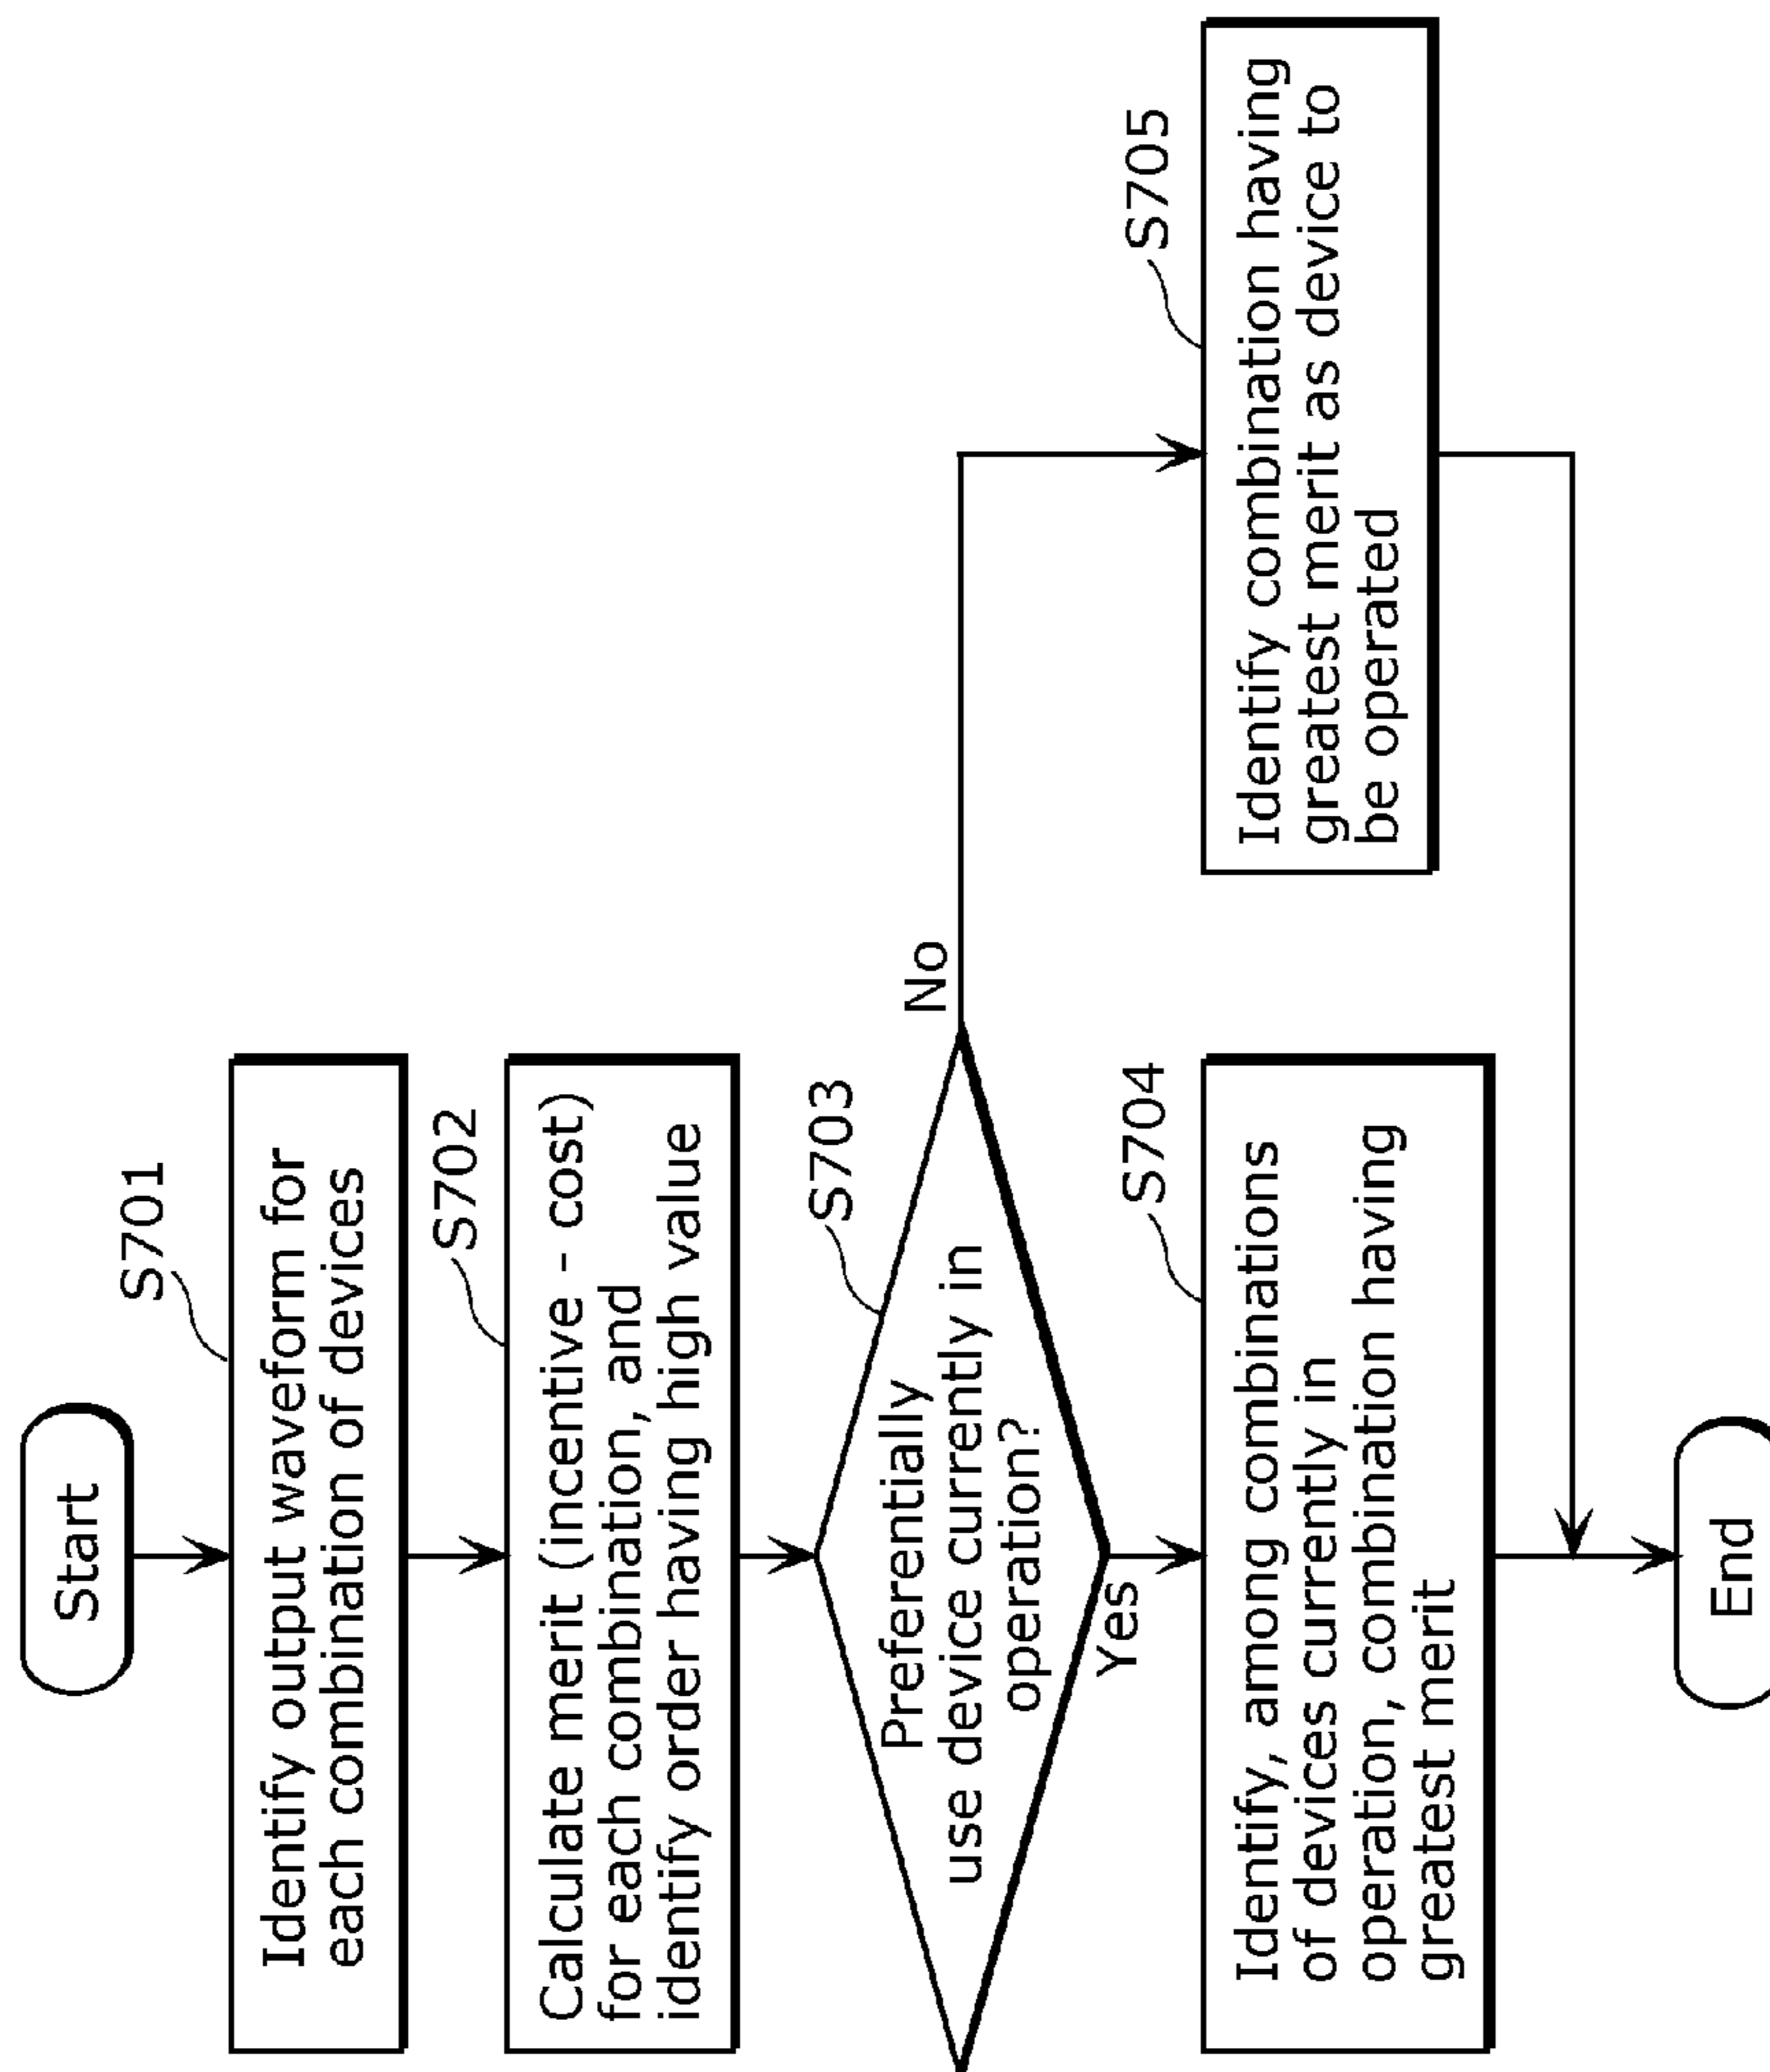 Start
S701
Identify output waveform for
each combination of devices
S702
Calculate merit (incentive - cost)
for each combination, and
identify order having high value
S703
Preferentially
use device currently in
operation?
No
Yes
S704
Identify, among combinations
of devices currently in
operation, combination having
greatest merit
S705
Identify combination having
greatest merit as device to
be operated
End